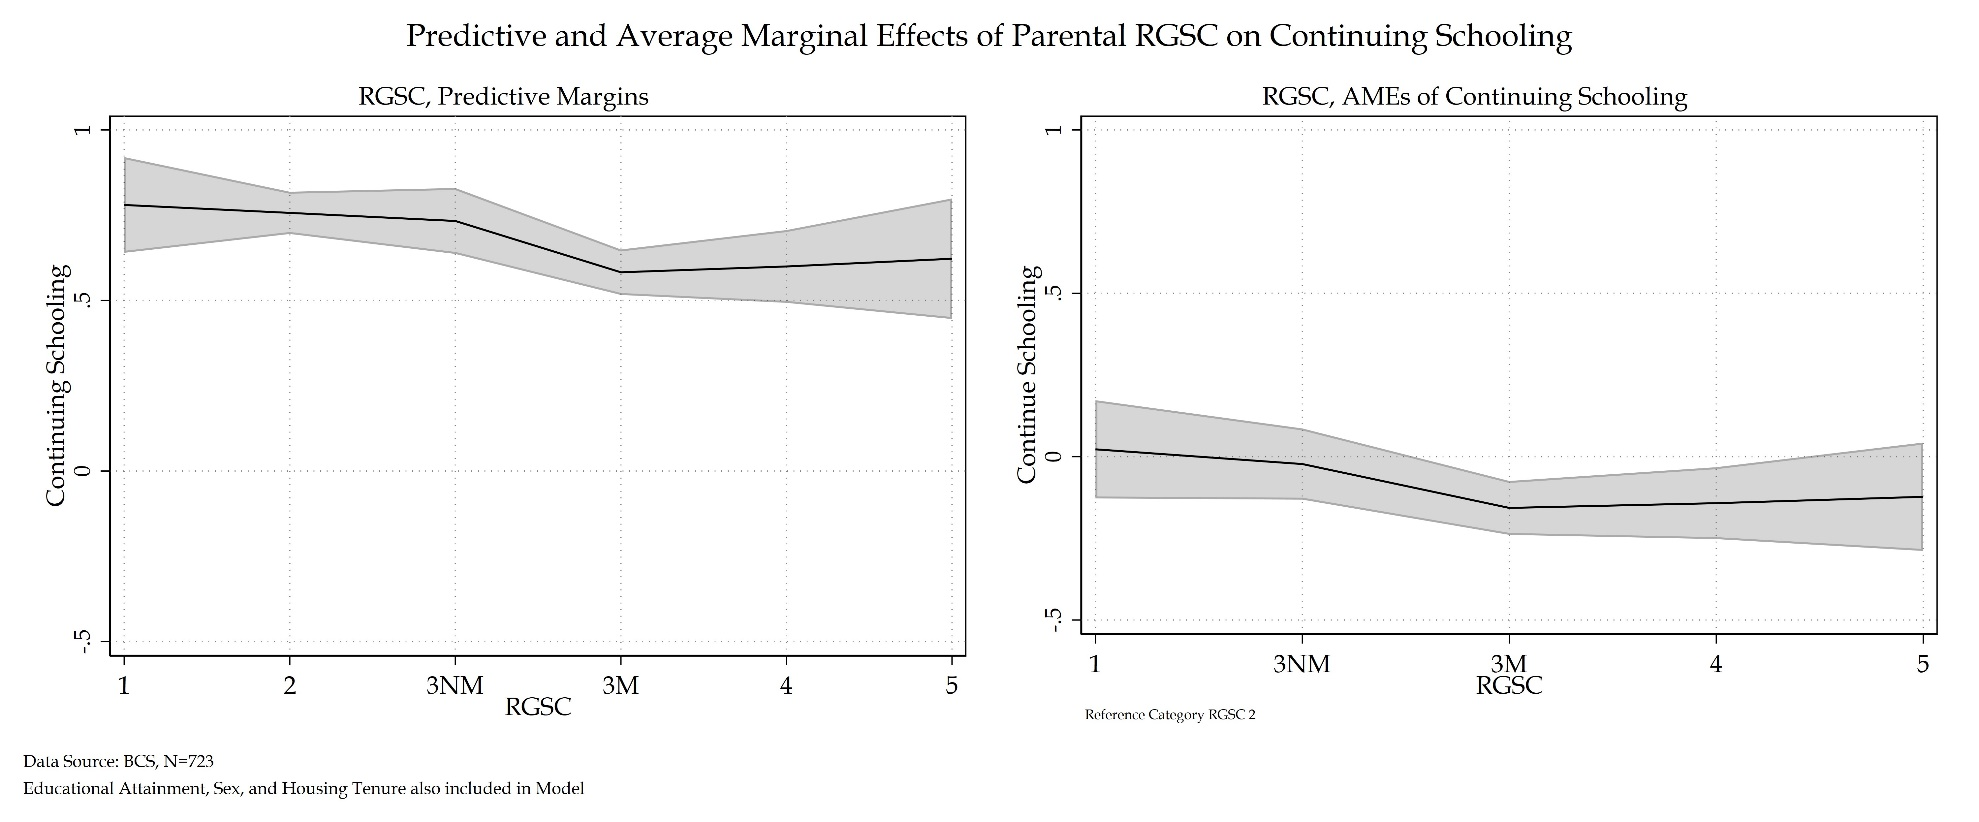 Predictive and Average Marginal Effects of Parental RGSC on Continuing Schooling
RGSC, Predictive Margins
Continuing Schooling
1
.5
0
-.5
1 2 3NM 3M 4 5
RGSC
RGSC, AMEs of Continuing Schooling
Continue Schooling
1
.5
0
-.5
1 3NM 3M 4 5
RGSC
Reference Category RGSC 2
Data Source: BCS, N=723
Educational Attainment, Sex, and Housing Tenure also included in Model